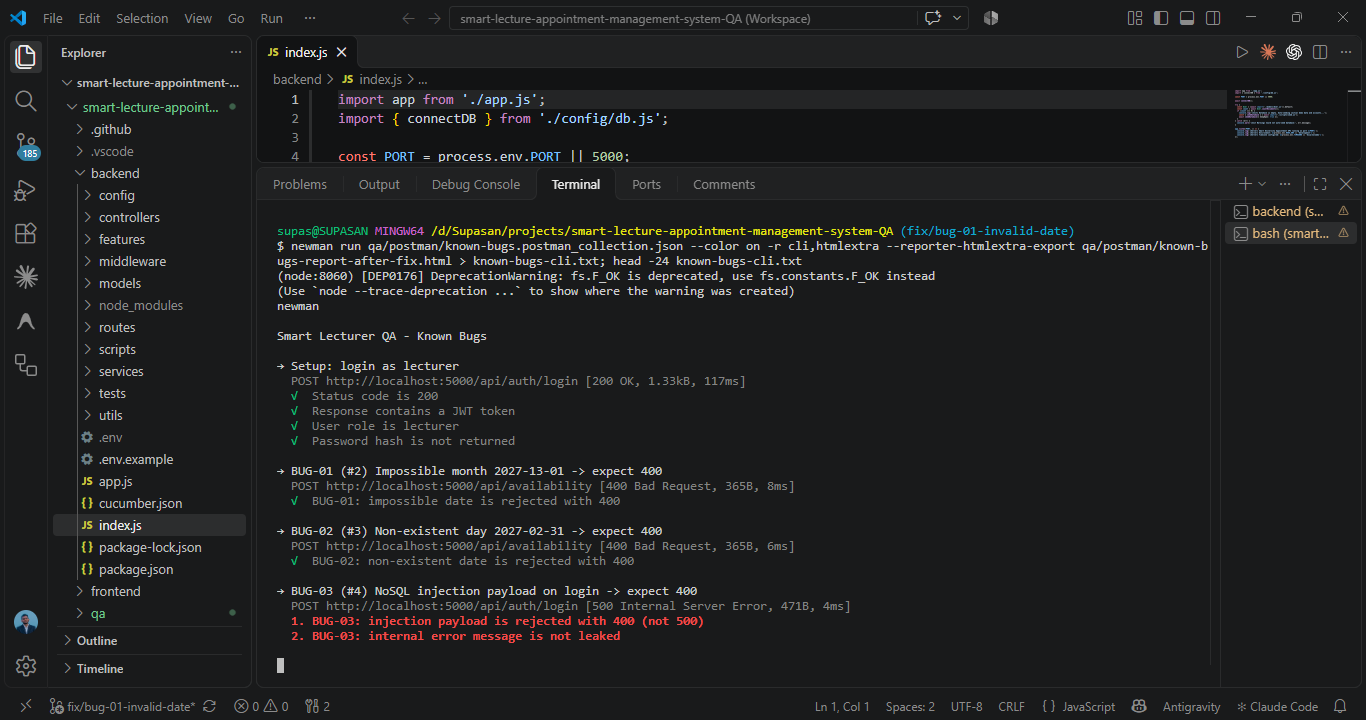 File Edit Selection View Go Run ···
smart-lecture-appointment-management-system-QA (Workspace)
Explorer
smart-lecture-appointment-...
smart-lecture-appoint...
.github
.vscode
backend
config
controllers
features
middleware
models
node_modules
routes
scripts
services
tests
utils
.env
.env.example
JS app.js
{} cucumber.json
JS index.js
{} package-lock.json
{} package.json
frontend
qa
Outline
Timeline
185
JS index.js
backend > JS index.js > ...
1 import app from './app.js';
2 import { connectDB } from './config/db.js';
3
4 const PORT = process.env.PORT || 5000;
Problems Output Debug Console Terminal Ports Comments
supas@SUPASAN MINGW64 /d/Supasan/projects/smart-lecture-appointment-management-system-QA (fix/bug-01-invalid-date)
$ newman run qa/postman/known-bugs.postman_collection.json --color on -r cli,htmlextra --reporter-htmlextra-export qa/postman/known-b
ugs-report-after-fix.html > known-bugs-cli.txt; head -24 known-bugs-cli.txt
(node:8060) [DEP0176] DeprecationWarning: fs.F_OK is deprecated, use fs.constants.F_OK instead
(Use `node --trace-deprecation ...` to show where the warning was created)
newman
Smart Lecturer QA - Known Bugs
→ Setup: login as lecturer
POST http://localhost:5000/api/auth/login [200 OK, 1.33kB, 117ms]
√ Status code is 200
√ Response contains a JWT token
√ User role is lecturer
√ Password hash is not returned
→ BUG-01 (#2) Impossible month 2027-13-01 -> expect 400
POST http://localhost:5000/api/availability [400 Bad Request, 365B, 8ms]
√ BUG-01: impossible date is rejected with 400
→ BUG-02 (#3) Non-existent day 2027-02-31 -> expect 400
POST http://localhost:5000/api/availability [400 Bad Request, 365B, 6ms]
√ BUG-02: non-existent date is rejected with 400
→ BUG-03 (#4) NoSQL injection payload on login -> expect 400
POST http://localhost:5000/api/auth/login [500 Internal Server Error, 471B, 4ms]
1. BUG-03: injection payload is rejected with 400 (not 500)
2. BUG-03: internal error message is not leaked
backend (s...
bash (smart...
fix/bug-01-invalid-date* 0 0 2
Ln 1, Col 1 Spaces: 2 UTF-8 CRLF {} JavaScript Antigravity Claude Code